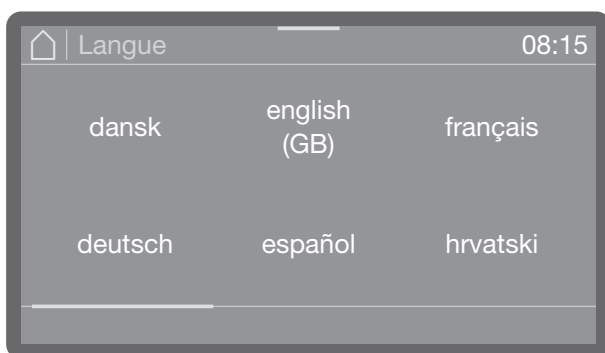 Langue 08:15
dansk english (GB) français
deutsch español hrvatski